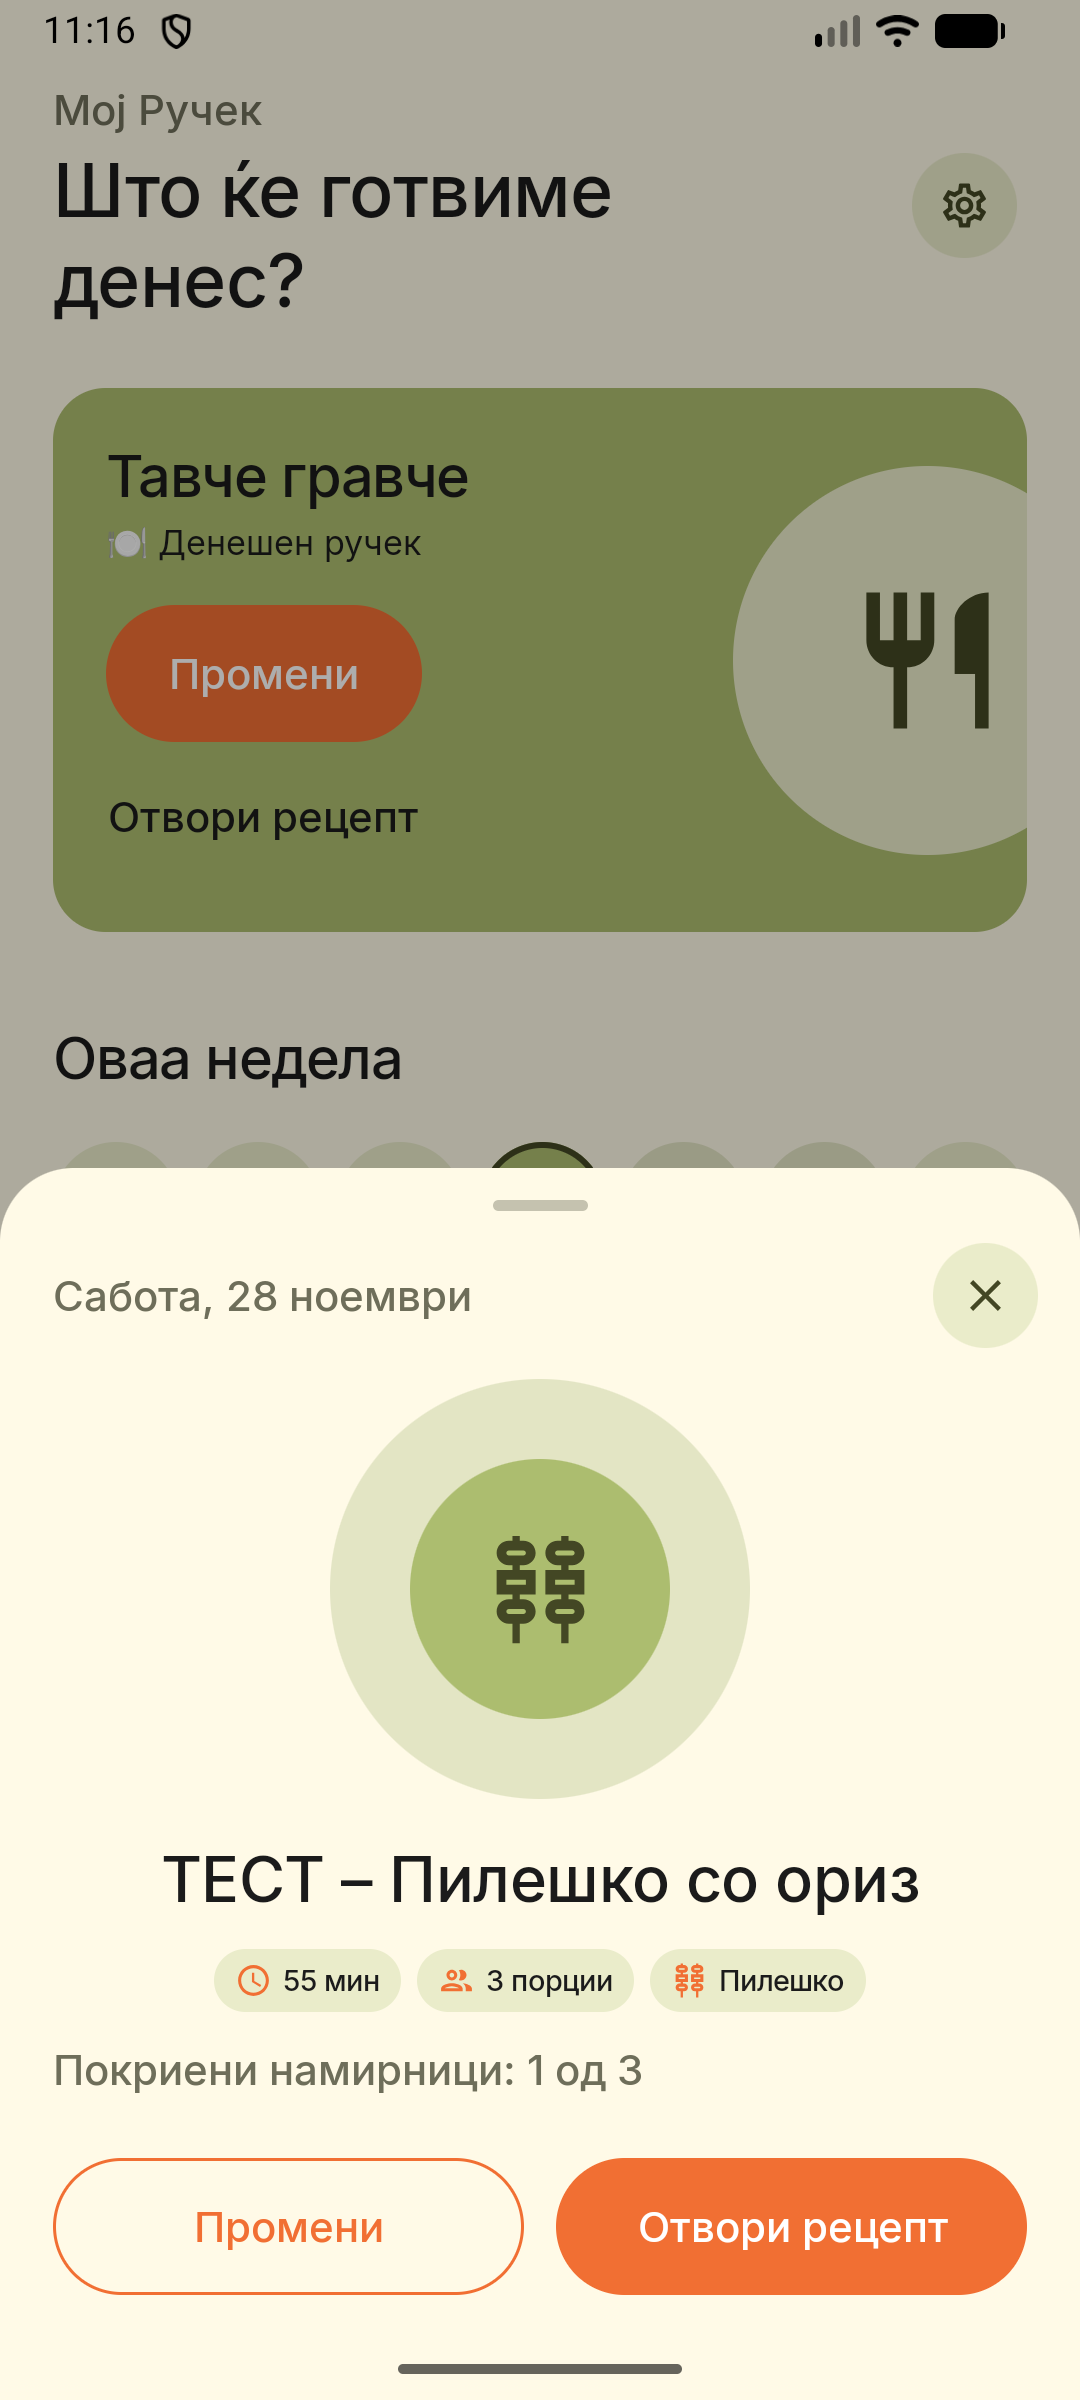 11:16
Мој Ручек
Што ќе готвиме
денес?
Тавче гравче
🍽️ Денешен ручек
Промени
Отвори рецепт
Оваа недела
Сабота, 28 ноември
ТЕСТ – Пилешко со ориз
55 мин
3 порции
Пилешко
Покриени намирници: 1 од 3
Промени
Отвори рецепт